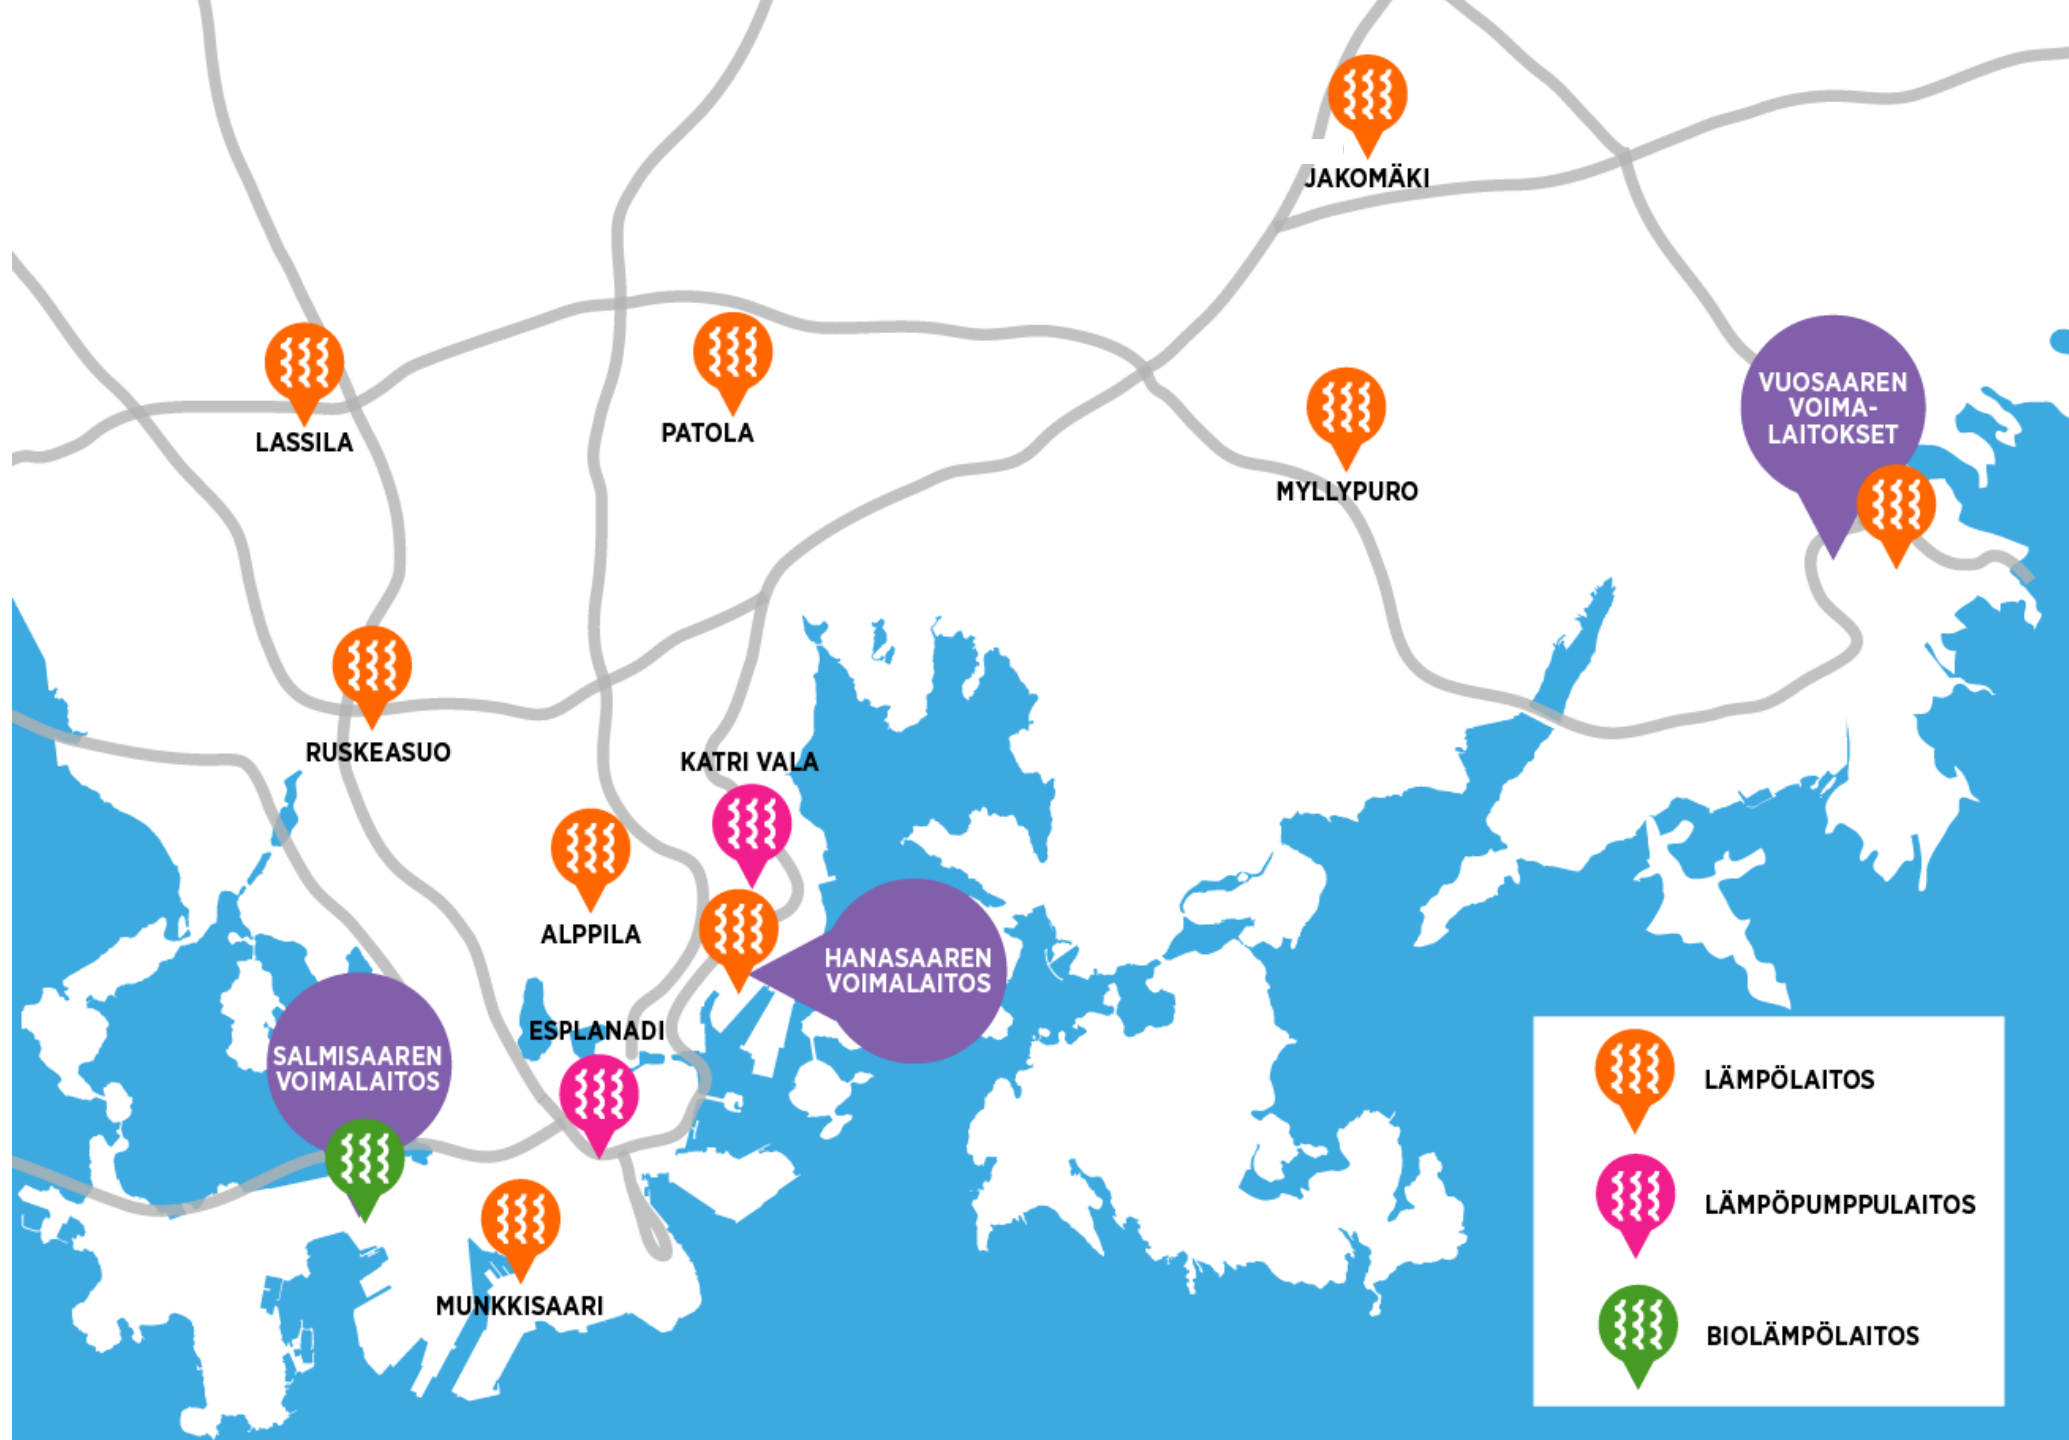 JAKOMÄKI
VUOSAAREN
VOIMA-
LAITOKSET
LASSILA
PATOLA
MYLLYPURO
RUSKEASUO
KATRI VALA
ALPPILA
HANASAAREN
VOIMALAITOS
ESPLANADI
SALMISAAREN
VOIMALAITOS
MUNKKISAARI
LÄMPÖLAITOS
LÄMPÖPUMPPULAITOS
BIOLÄMPÖLAITOS